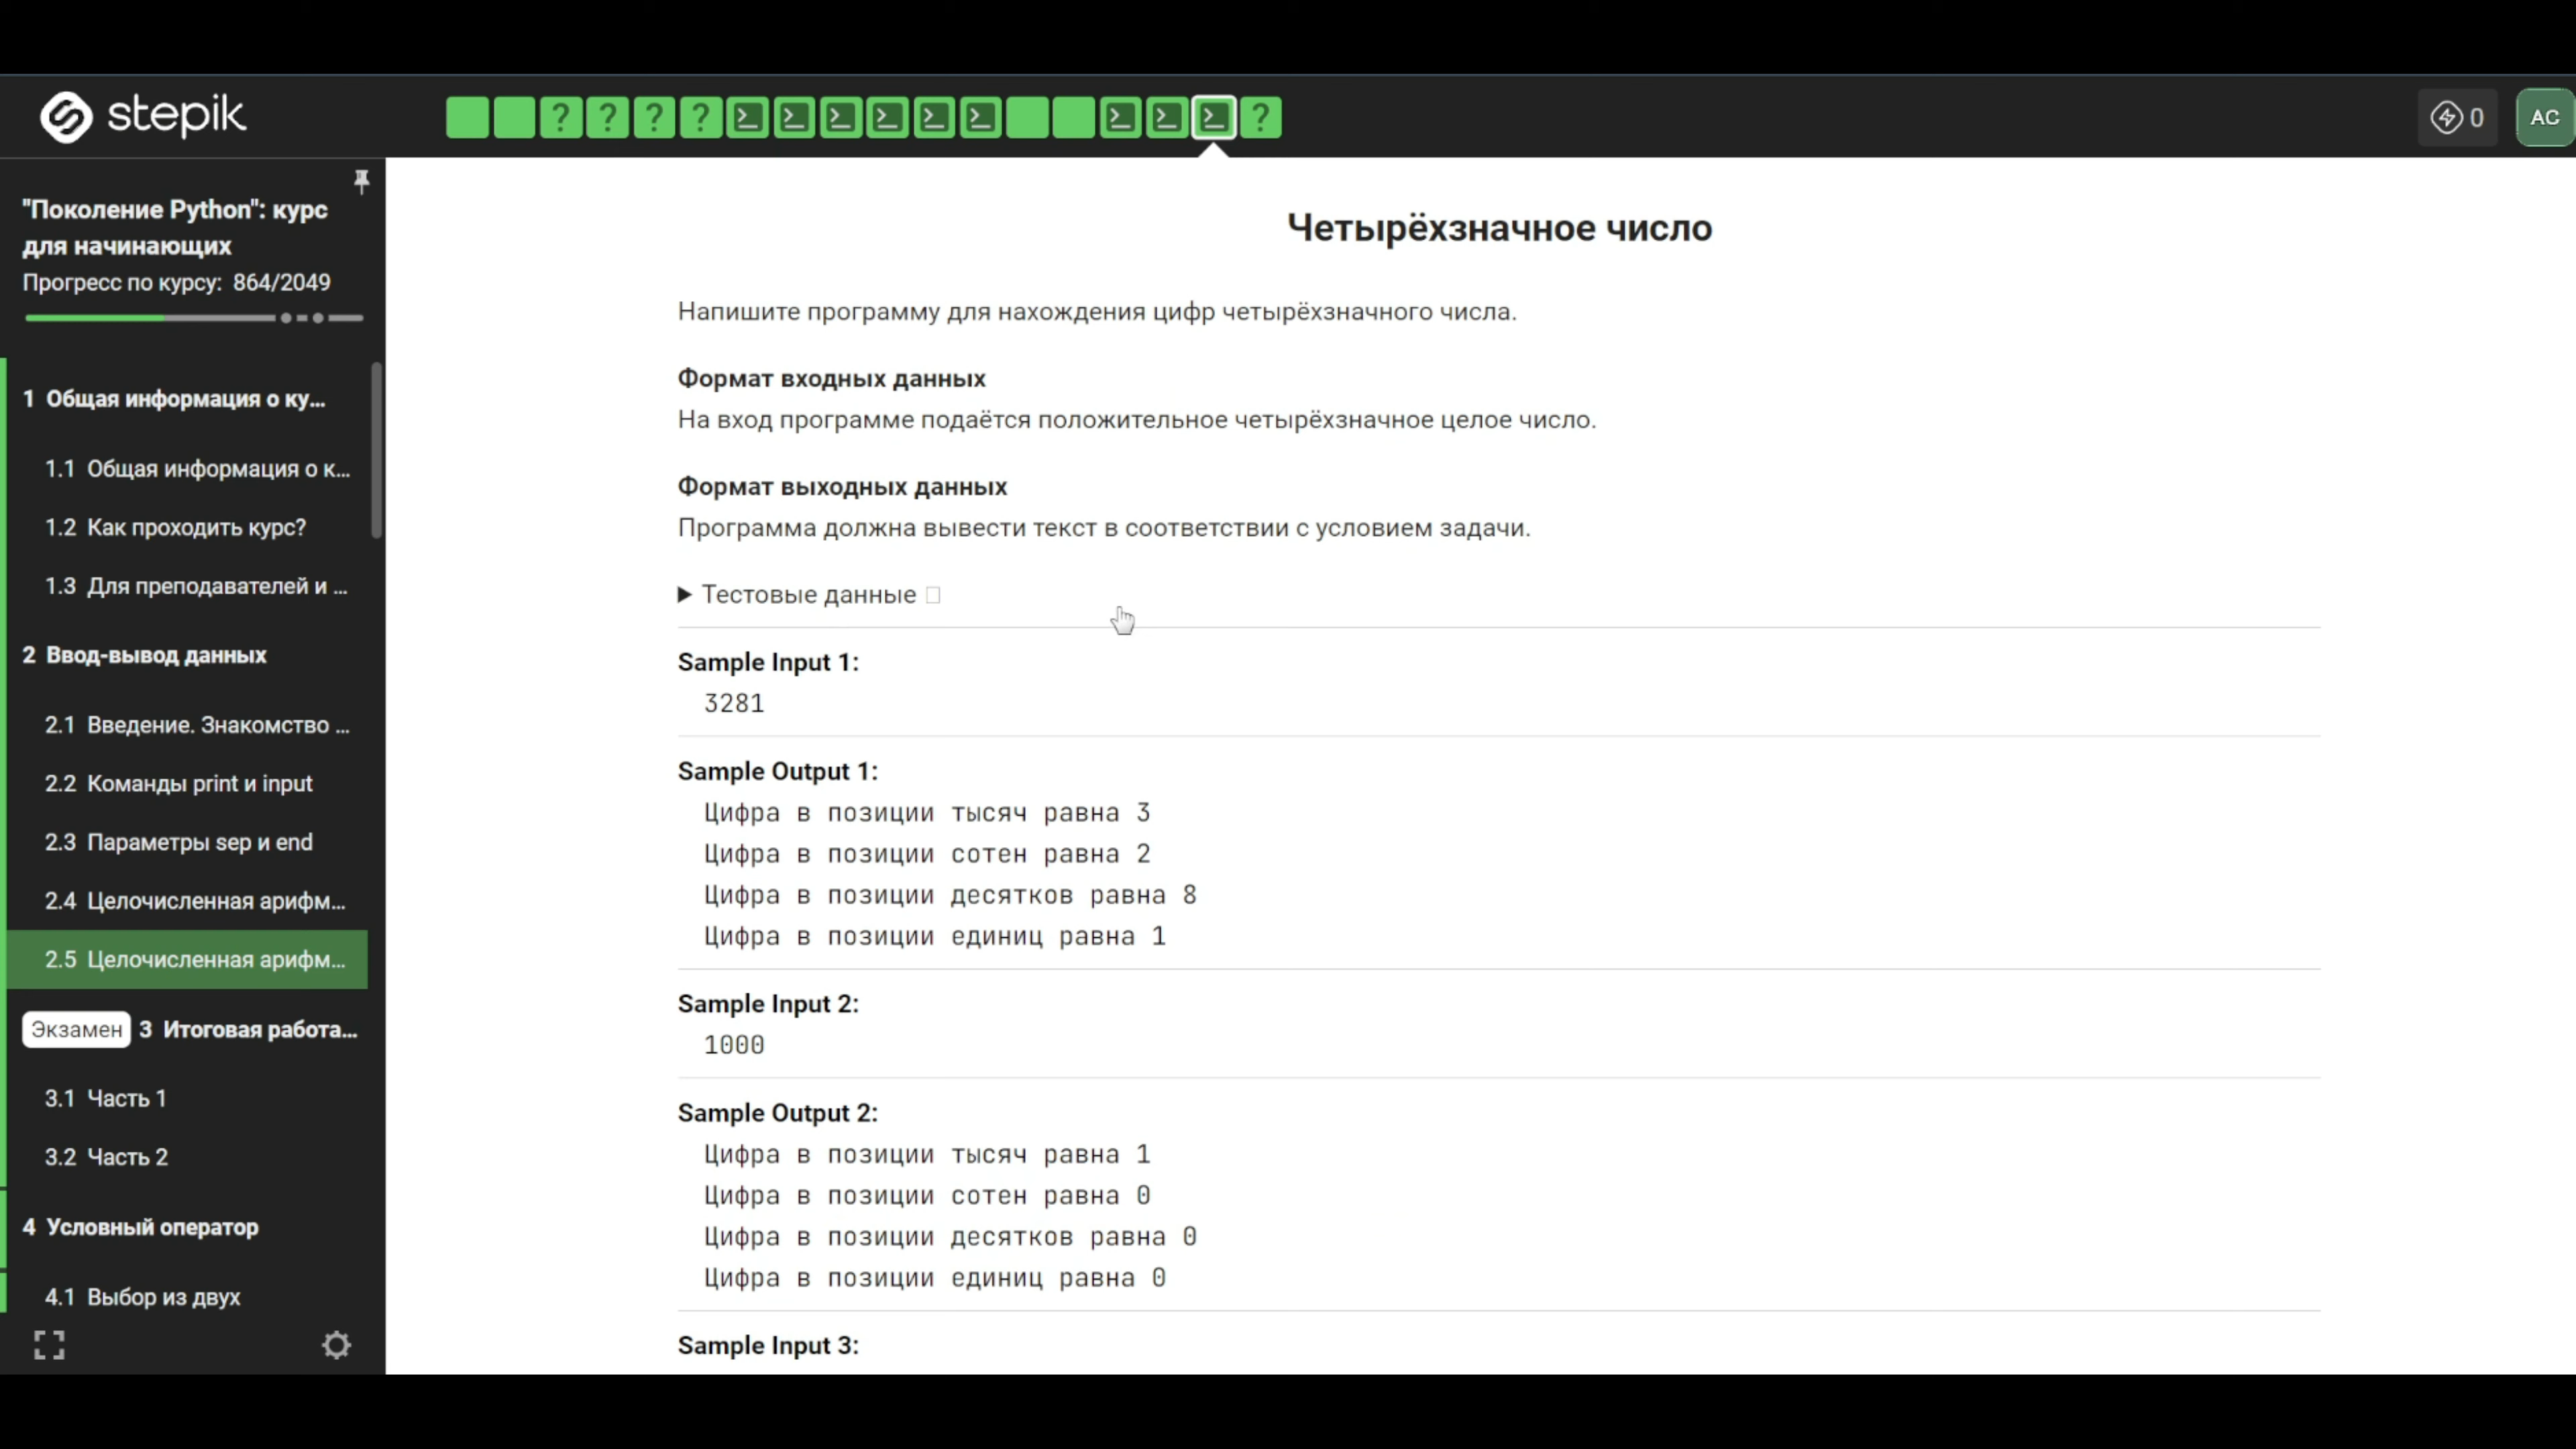 stepik
0
AC
"Поколение Python": курс
для начинающих
Прогресс по курсу: 864/2049
1 Общая информация о ку...
1.1 Общая информация о к...
1.2 Как проходить курс?
1.3 Для преподавателей и ...
2 Ввод-вывод данных
2.1 Введение. Знакомство ...
2.2 Команды print и input
2.3 Параметры sep и end
2.4 Целочисленная арифм...
2.5 Целочисленная арифм...
Экзамен 3 Итоговая работа...
3.1 Часть 1
3.2 Часть 2
4 Условный оператор
4.1 Выбор из двух
Четырёхзначное число
Напишите программу для нахождения цифр четырёхзначного числа.
Формат входных данных
На вход программе подаётся положительное четырёхзначное целое число.
Формат выходных данных
Программа должна вывести текст в соответствии с условием задачи.
Тестовые данные
Sample Input 1:
3281
Sample Output 1:
Цифра в позиции тысяч равна 3
Цифра в позиции сотен равна 2
Цифра в позиции десятков равна 8
Цифра в позиции единиц равна 1
Sample Input 2:
1000
Sample Output 2:
Цифра в позиции тысяч равна 1
Цифра в позиции сотен равна 0
Цифра в позиции десятков равна 0
Цифра в позиции единиц равна 0
Sample Input 3: